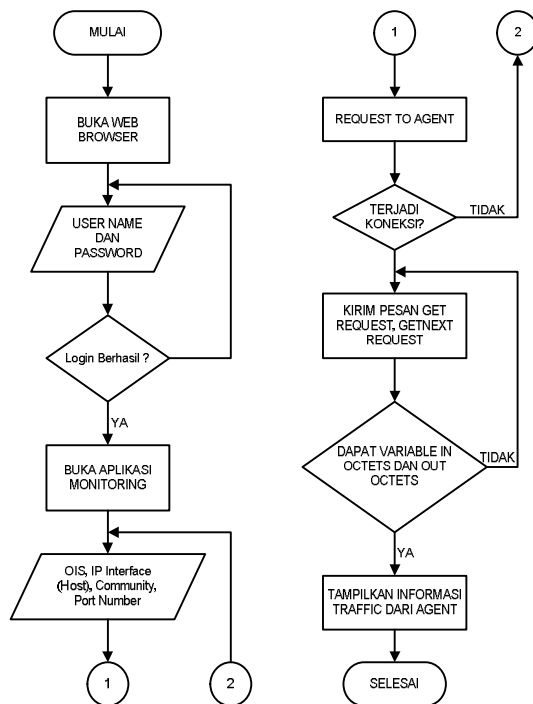 MULAI
BUKA WEB
BROWSER
USER NAME
DAN
PASSWORD
Login Berhasil ?
YA
BUKA APLIKASI
MONITORING
OIS, IP Interface
(Host), Community,
Port Number
1
2
1
2
REQUEST TO AGENT
TERJADI
KONEKSI?
TIDAK
KIRIM PESAN GET
REQUEST, GETNEXT
REQUEST
DAPAT VARIABLE IN
OCTETS DAN OUT
OCTETS
TIDAK
YA
TAMPILKAN INFORMASI
TRAFFIC DARI AGENT
SELESAI